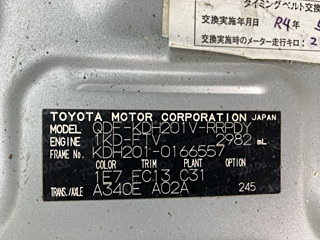 タイミングベルト交換
交換実施年月日 R4年
交換実施時のメーター走行キロ: 2
TOYOTA MOTOR CORPORATION JAPAN
MODEL QDF-KDH201V-RRPDY
ENGINE 1KD-FTV 2982 mL
FRAME No. KDH201-0166557
COLOR TRIM PLANT OPTION
1E7 FC13 C31
TRANS./AXLE A340E A02A 245